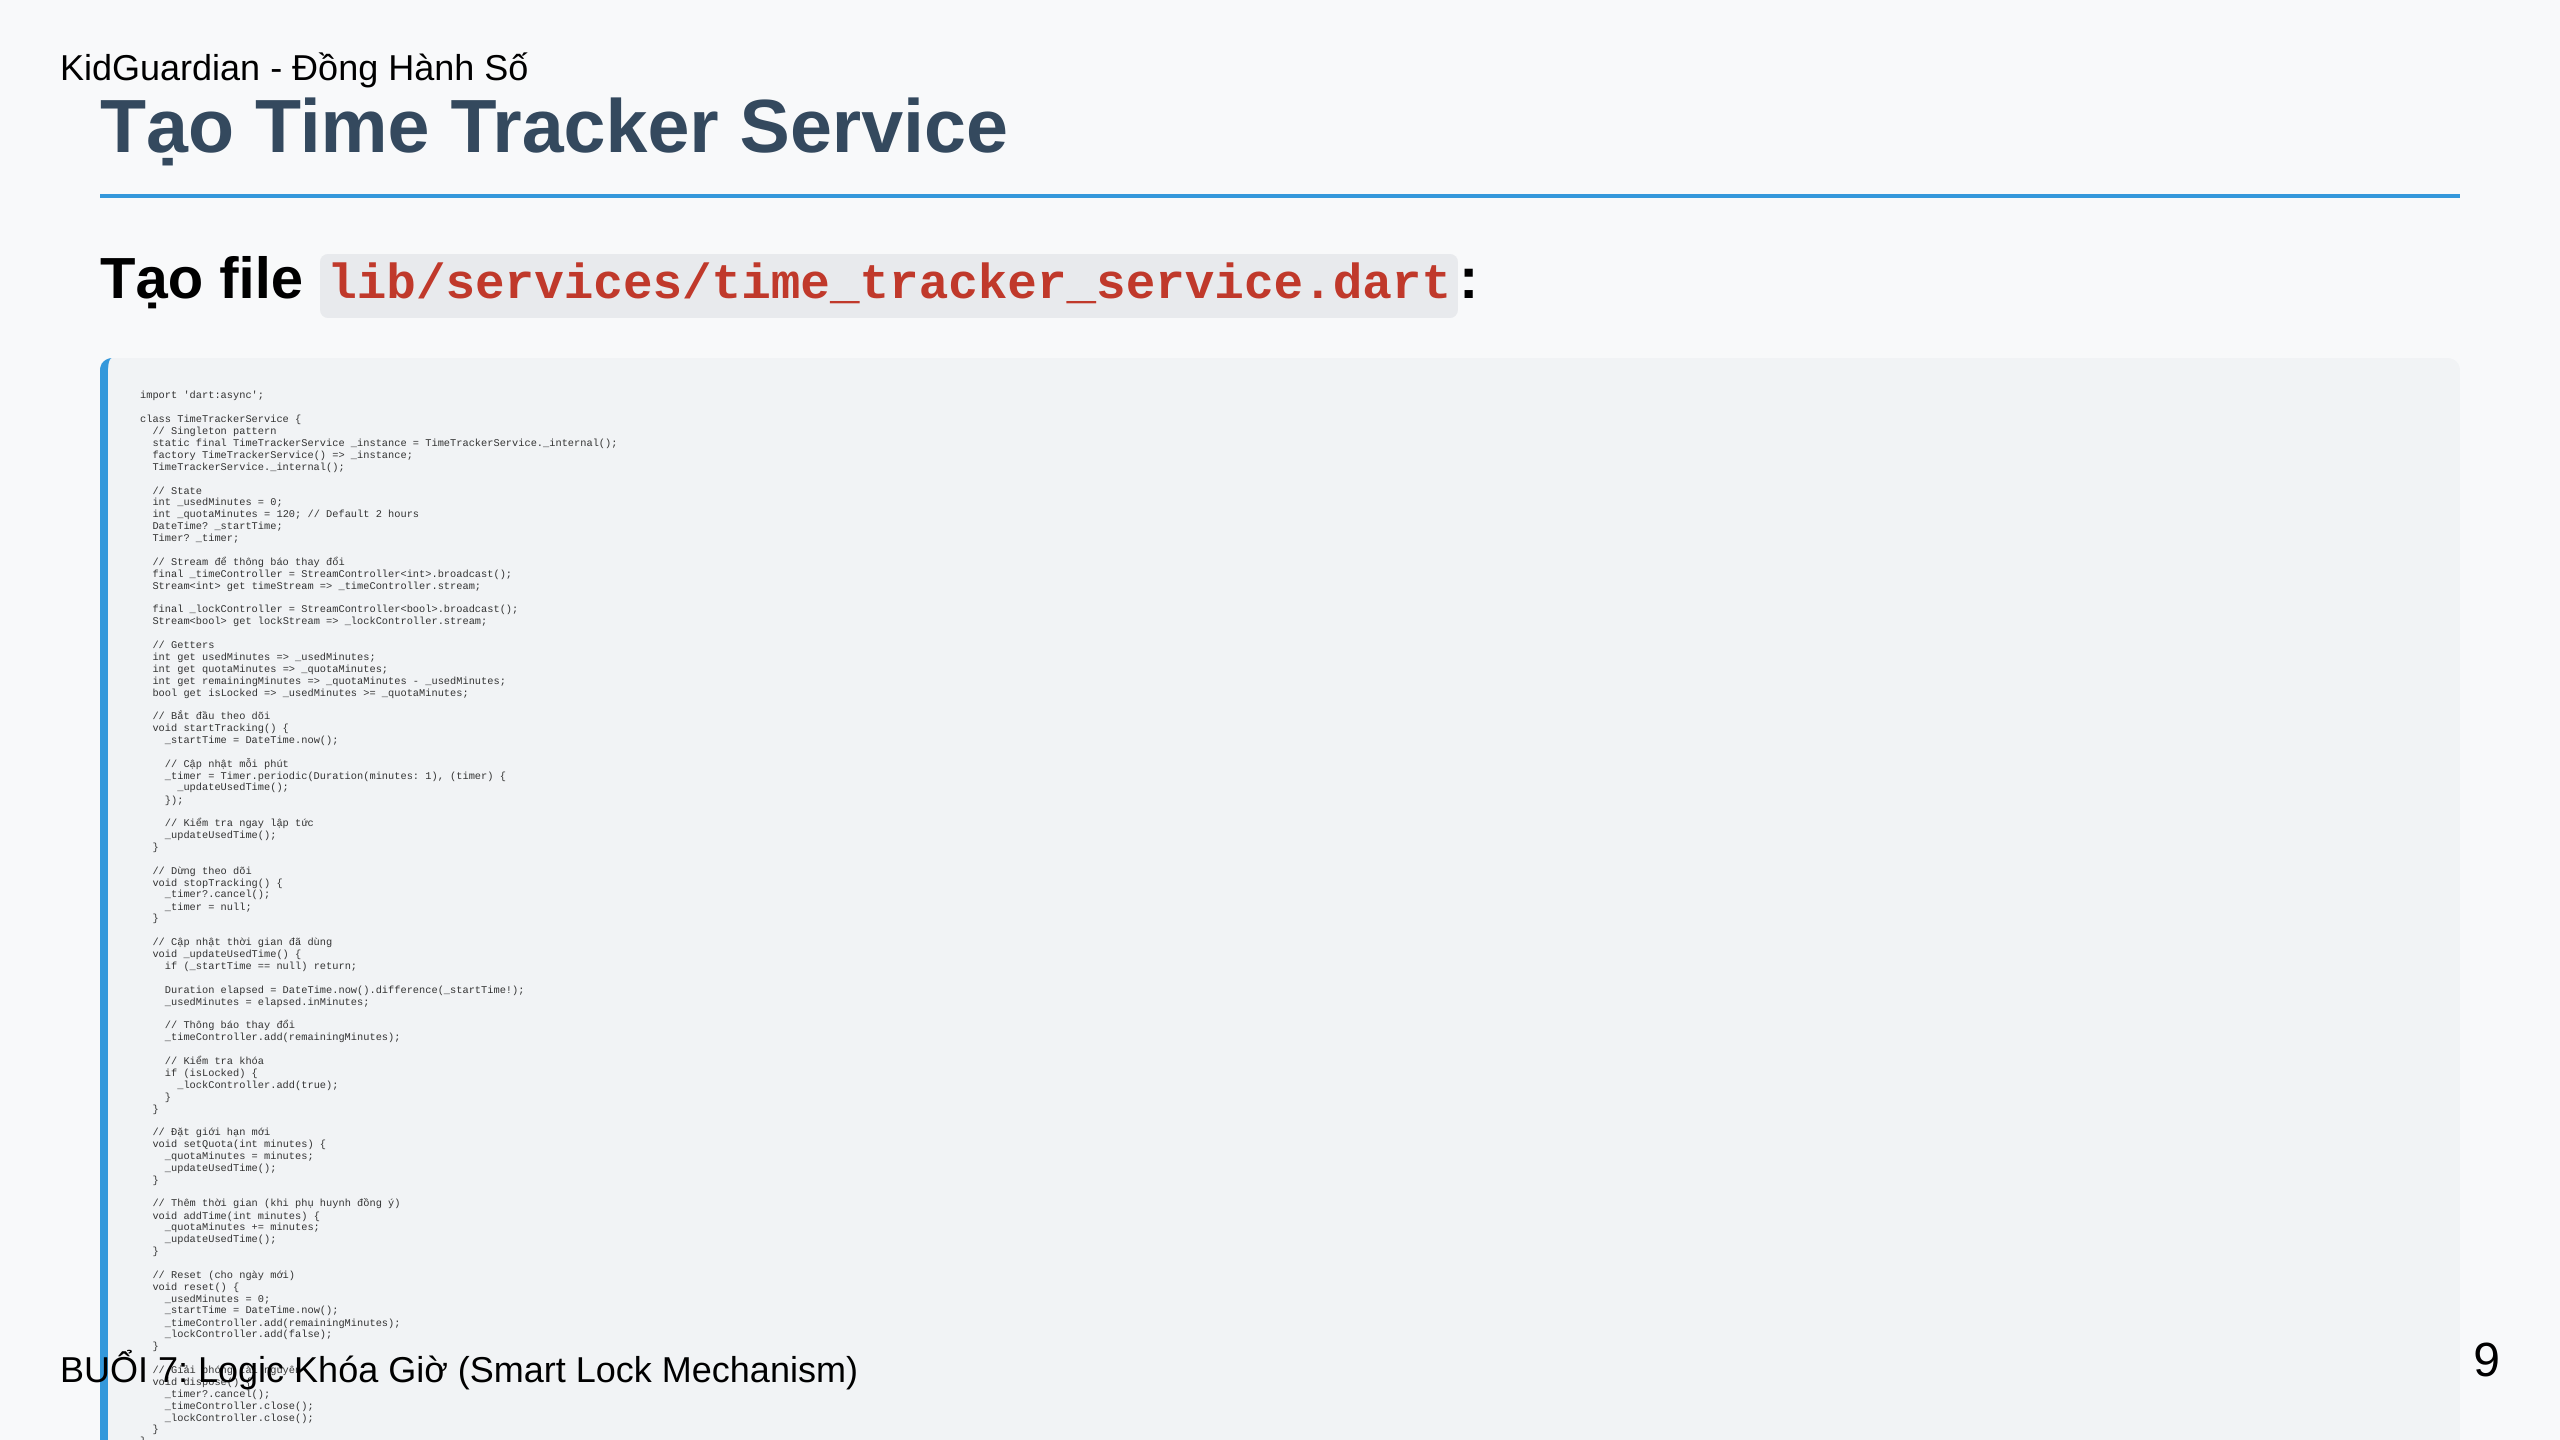 KidGuardian - Đồng Hành Số
Tạo Time Tracker Service
Tạo file lib/services/time_tracker_service.dart:
import 'dart:async';
class TimeTrackerService {
// Singleton pattern
static final TimeTrackerService _instance = TimeTrackerService._internal();
factory TimeTrackerService() => _instance;
TimeTrackerService._internal();
// State
int _usedMinutes = 0;
int _quotaMinutes = 120; // Default 2 hours
DateTime? _startTime;
Timer? _timer;
// Stream để thông báo thay đổi
final _timeController = StreamController<int>.broadcast();
Stream<int> get timeStream => _timeController.stream;
final _lockController = StreamController<bool>.broadcast();
Stream<bool> get lockStream => _lockController.stream;
// Getters
int get usedMinutes => _usedMinutes;
int get quotaMinutes => _quotaMinutes;
int get remainingMinutes => _quotaMinutes - _usedMinutes;
bool get isLocked => _usedMinutes >= _quotaMinutes;
// Bắt đầu theo dõi
void startTracking() {
_startTime = DateTime.now();
// Cập nhật mỗi phút
_timer = Timer.periodic(Duration(minutes: 1), (timer) {
_updateUsedTime();
});
// Kiểm tra ngay lập tức
_updateUsedTime();
}
// Dừng theo dõi
void stopTracking() {
_timer?.cancel();
_timer = null;
}
// Cập nhật thời gian đã dùng
void _updateUsedTime() {
if (_startTime == null) return;
Duration elapsed = DateTime.now().difference(_startTime!);
_usedMinutes = elapsed.inMinutes;
// Thông báo thay đổi
_timeController.add(remainingMinutes);
// Kiểm tra khóa
if (isLocked) {
_lockController.add(true);
}
}
// Đặt giới hạn mới
void setQuota(int minutes) {
_quotaMinutes = minutes;
_updateUsedTime();
}
// Thêm thời gian (khi phụ huynh đồng ý)
void addTime(int minutes) {
_quotaMinutes += minutes;
_updateUsedTime();
}
// Reset (cho ngày mới)
void reset() {
_usedMinutes = 0;
_startTime = DateTime.now();
_timeController.add(remainingMinutes);
_lockController.add(false);
}
// Giải phóng tài nguyên
void dispose() {
_timer?.cancel();
_timeController.close();
_lockController.close();
}
}
BUỔI 7: Logic Khóa Giờ (Smart Lock Mechanism)
9